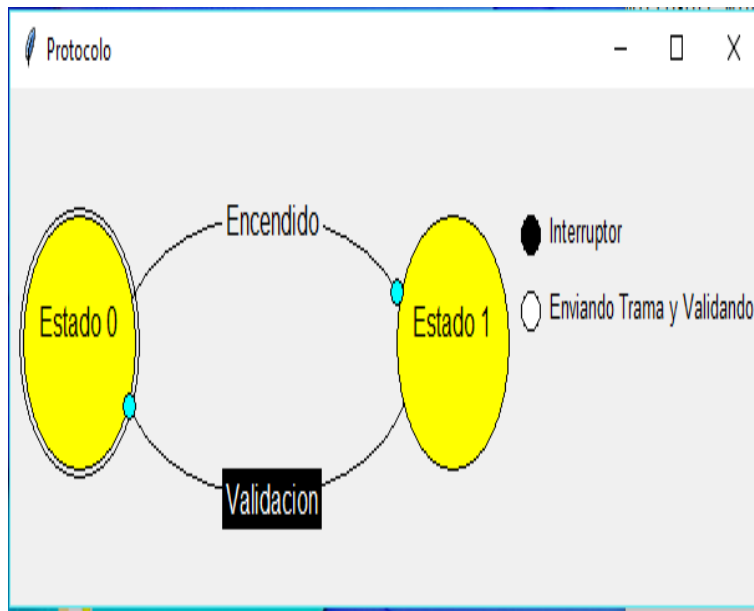 Protocolo
Encendido
Interruptor
Estado 0
Estado 1
Enviando Trama y Validando
Validacion